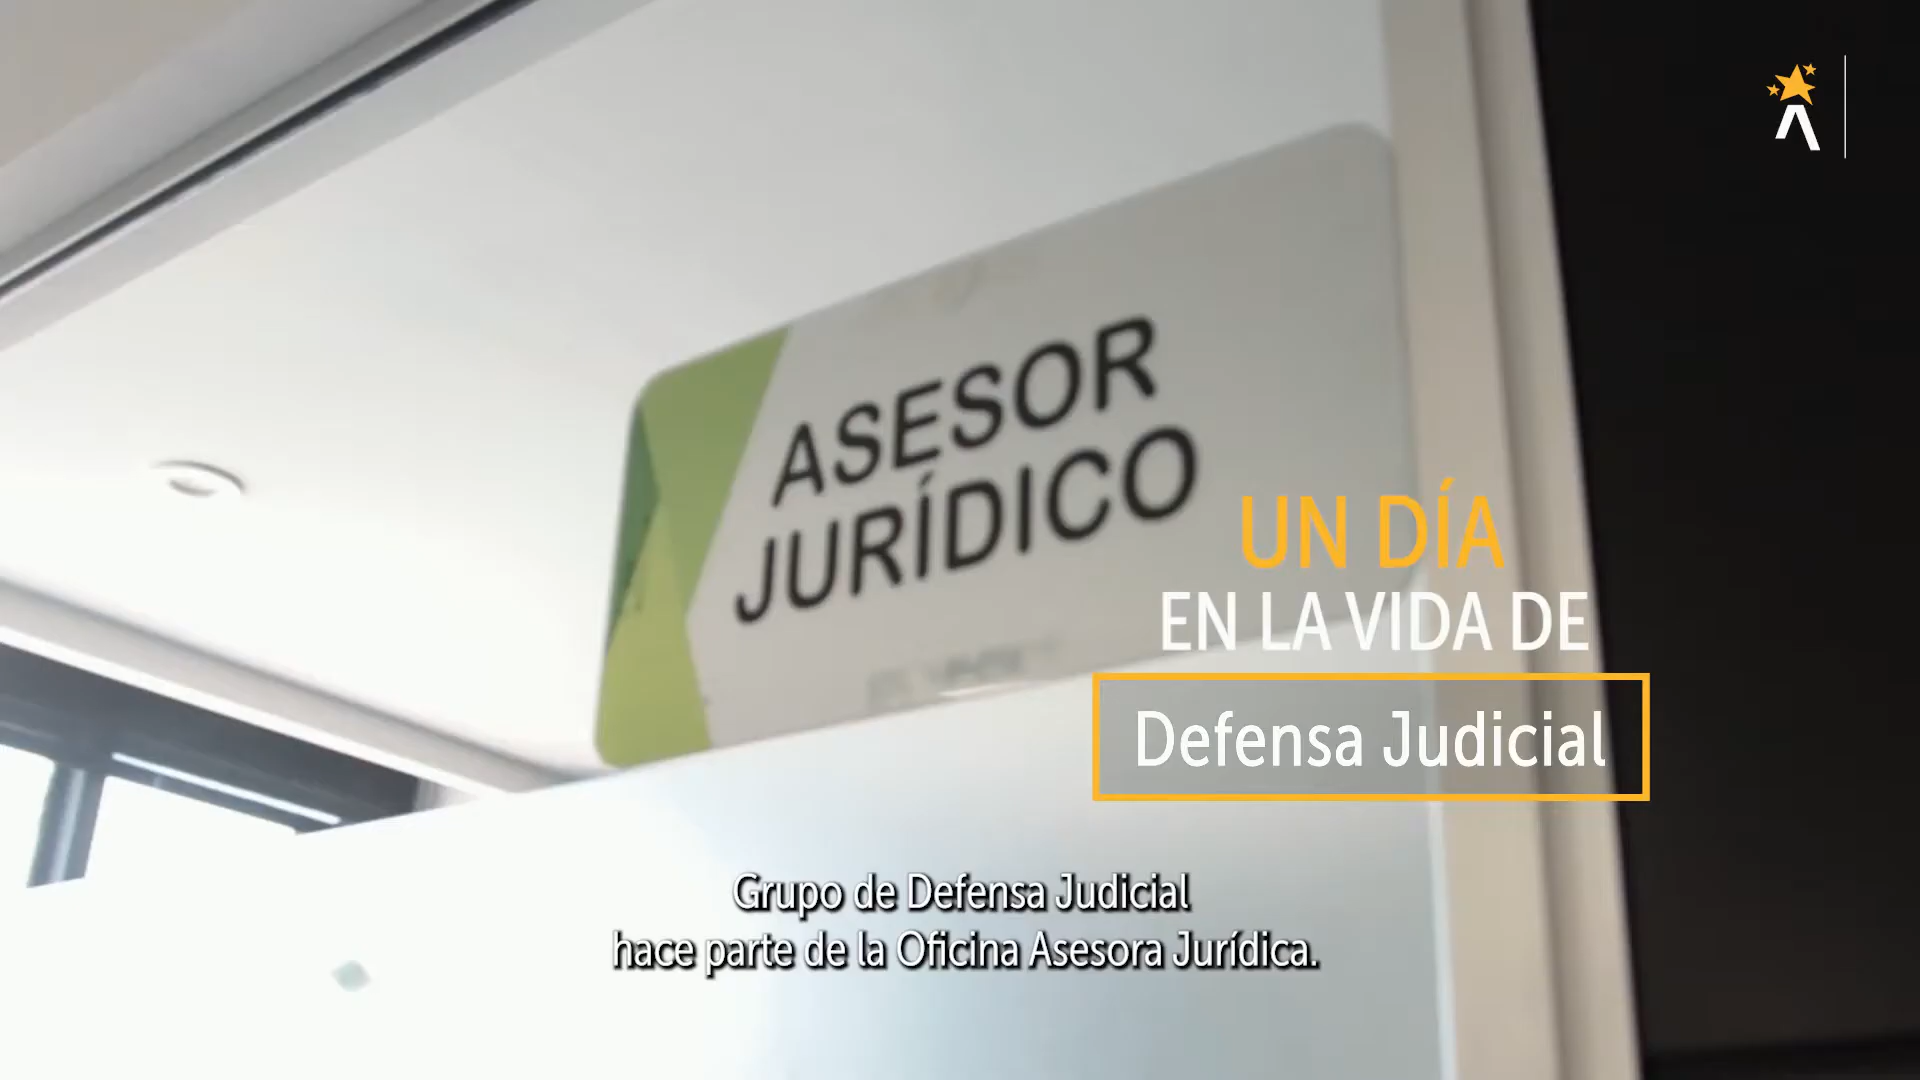 ASESOR
JURÍDICO
UN DÍA
EN LA VIDA DE
Defensa Judicial
Grupo de Defensa Judicial
hace parte de la Oficina Asesora Jurídica.